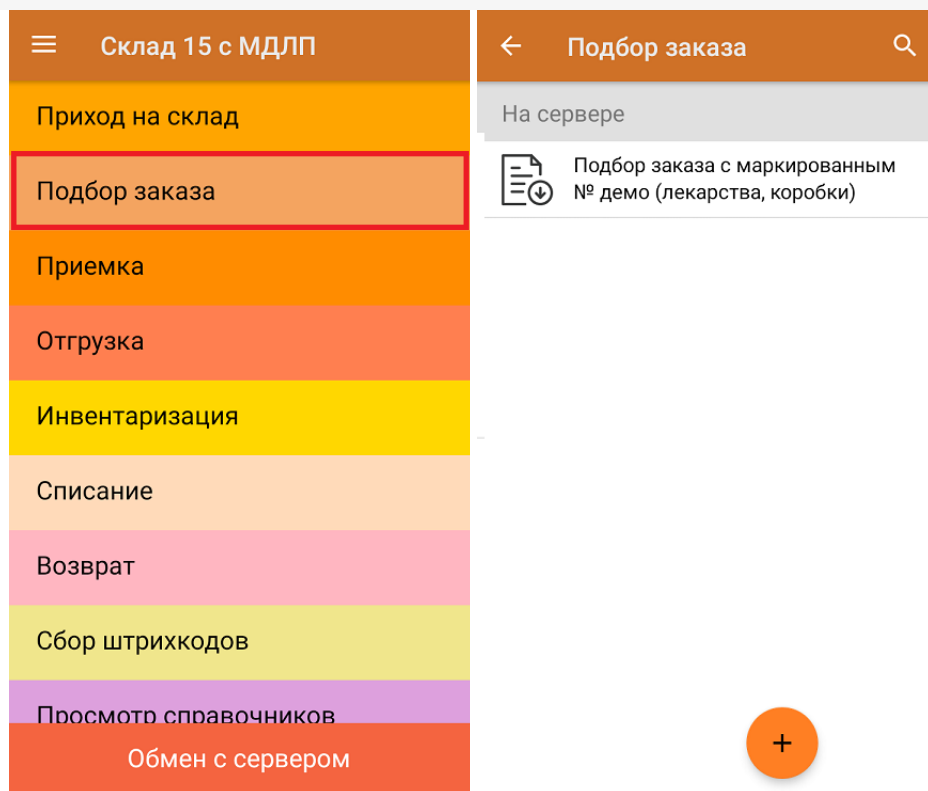 Склад 15 с МДЛП
Приход на склад
Подбор заказа
Приемка
Отгрузка
Инвентаризация
Списание
Возврат
Сбор штрихкодов
Просмотр справочников
Обмен с сервером
Подбор заказа
На сервере
Подбор заказа с маркированным
№ демо (лекарства, коробки)
+